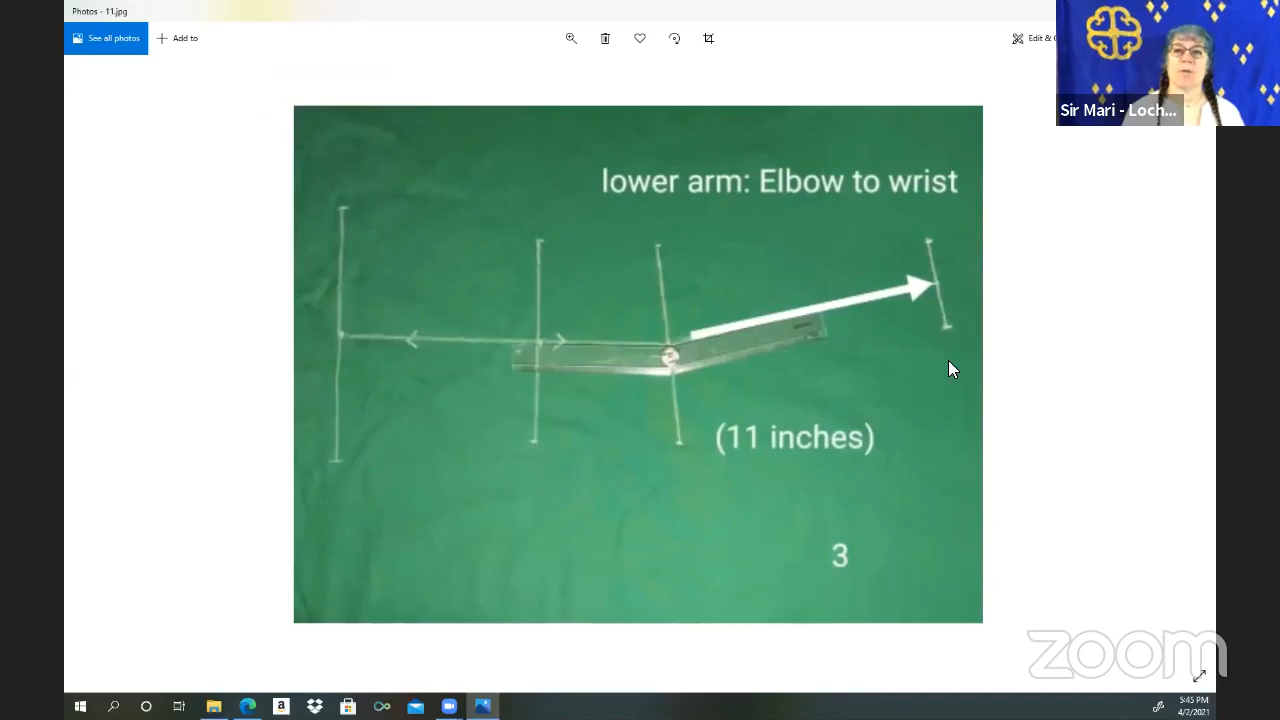 Photos - 11.jpg
See all photos
Add to
Edit & C
Sir Mari - Loch...
lower arm: Elbow to wrist
(11 inches)
3
zoom
5:45 PM
4/2/2021